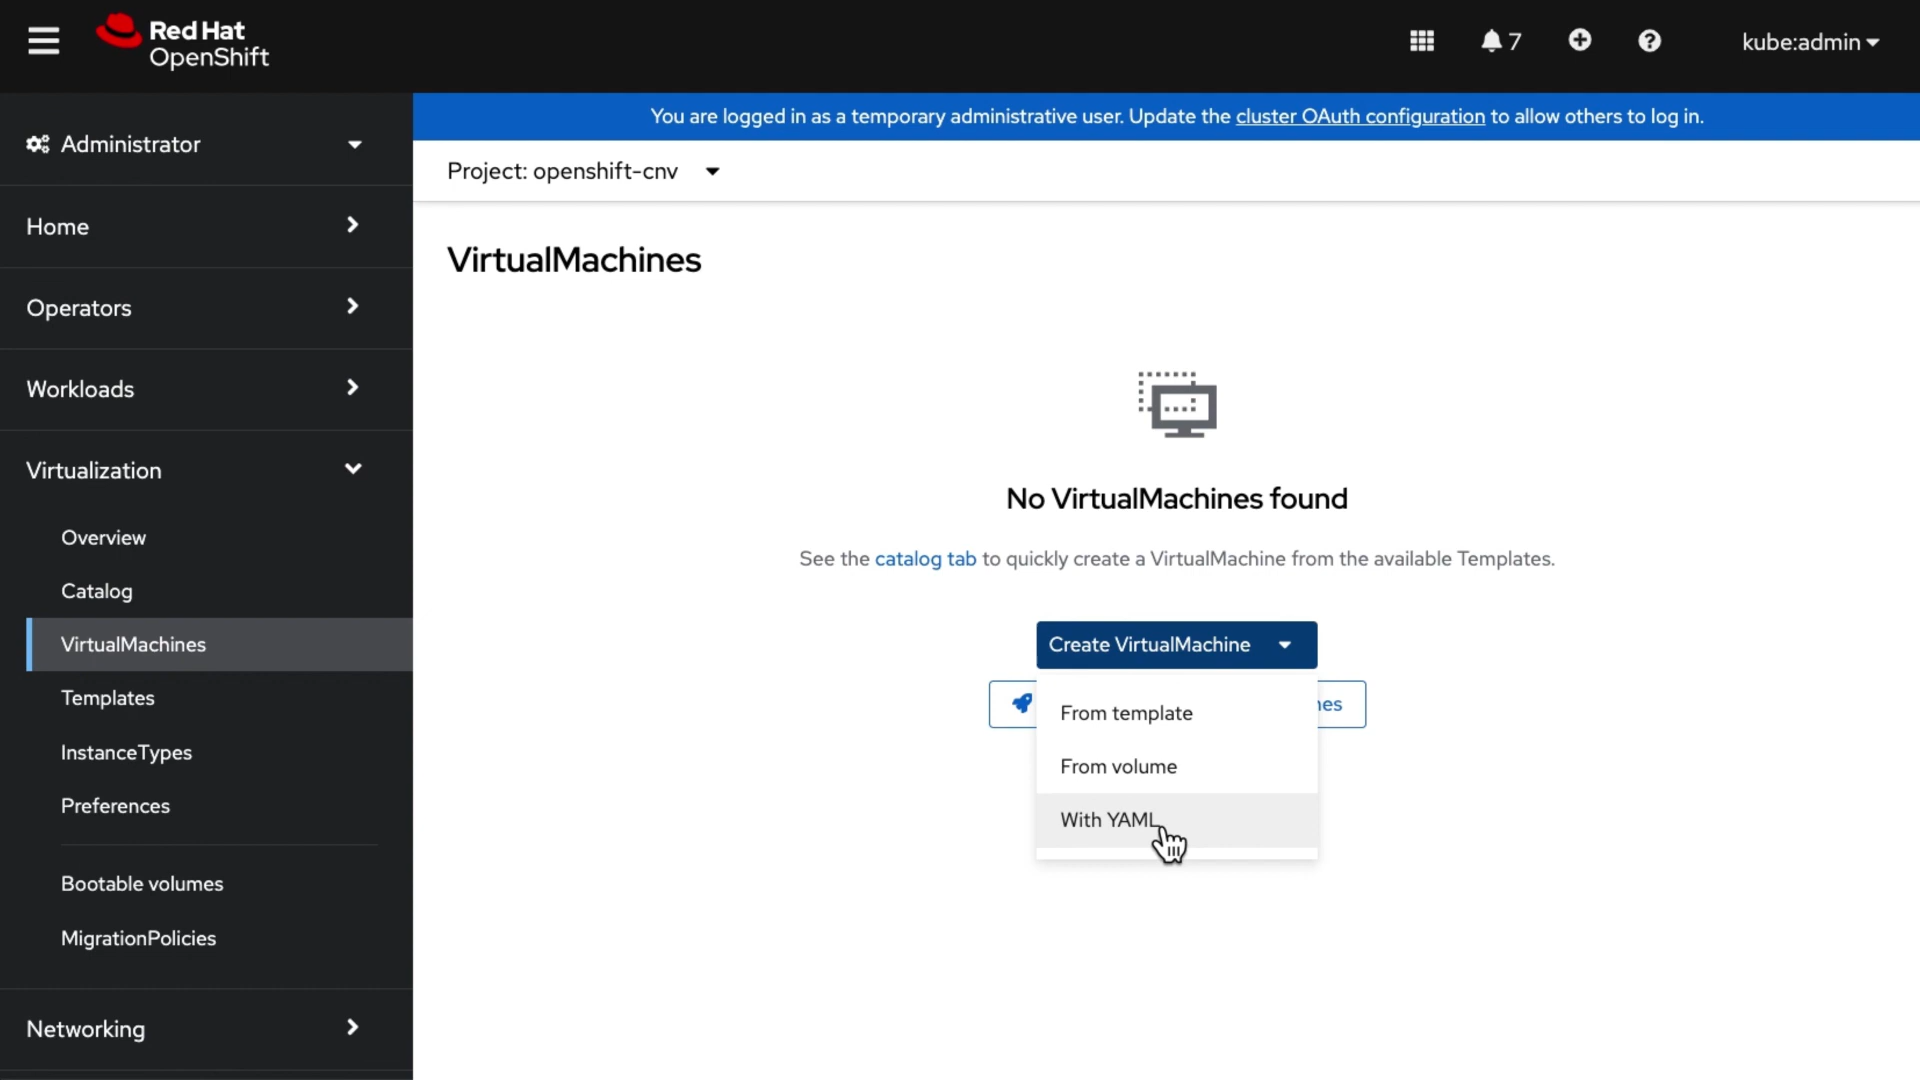 Red Hat
OpenShift
7
kube:admin
Administrator
You are logged in as a temporary administrative user. Update the cluster OAuth configuration to allow others to log in.
Project: openshift-cnv
Home
Operators
Workloads
Virtualization
Overview
Catalog
VirtualMachines
Templates
InstanceTypes
Preferences
Bootable volumes
MigrationPolicies
Networking
VirtualMachines
No VirtualMachines found
See the catalog tab to quickly create a VirtualMachine from the available Templates.
Create VirtualMachine
From template
From volume
With YAML